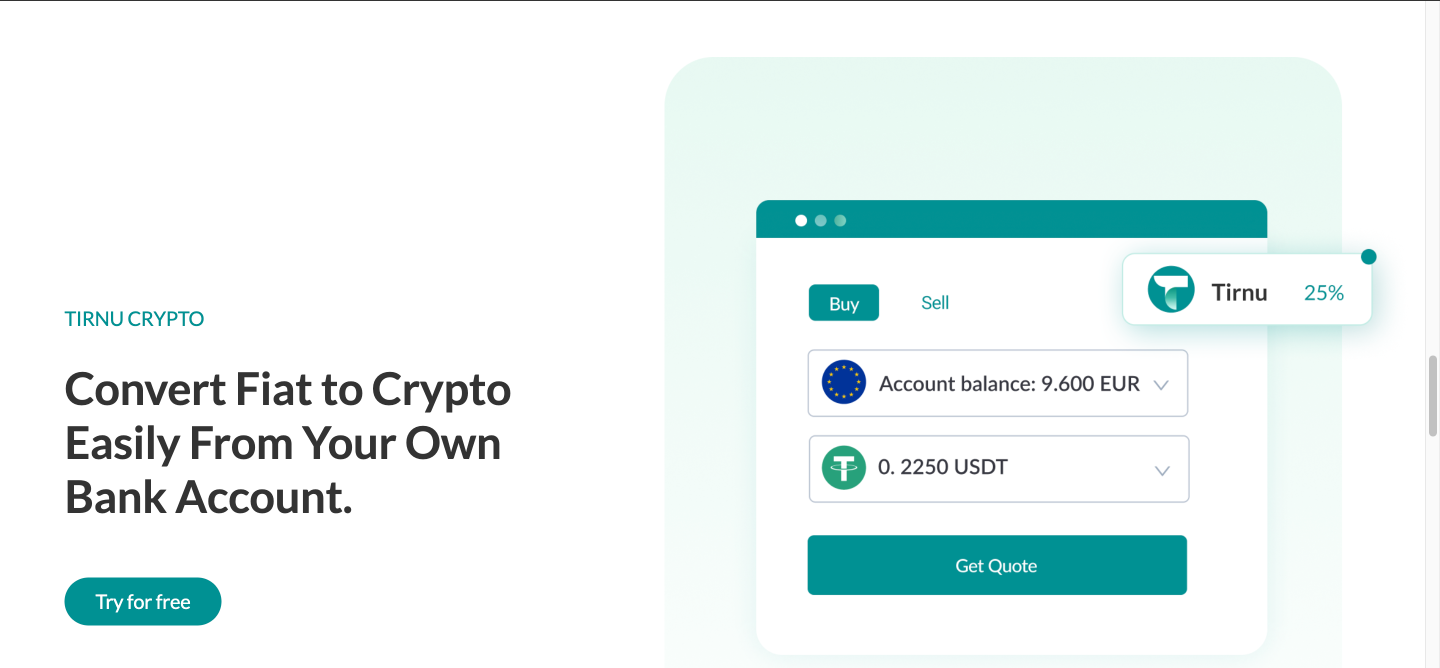 TIRNU CRYPTO
Convert Fiat to Crypto
Easily From Your Own
Bank Account.
Try for free
Buy
Sell
Tirnu
25%
Account balance: 9.600 EUR
0. 2250 USDT
Get Quote